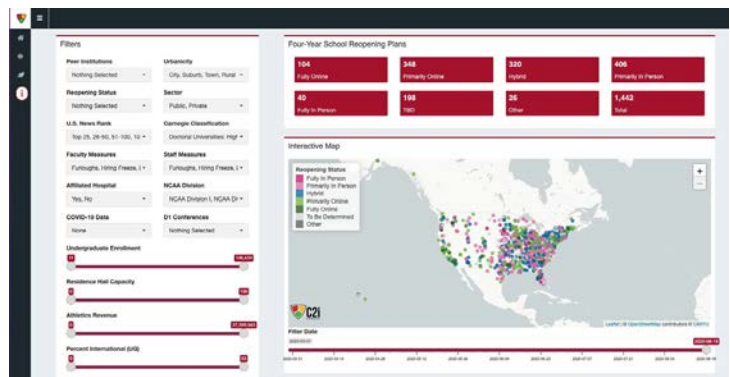 Filters
Peer Institutions
Nothing Selected
Urbanicity
City, Suburb, Town, Rural
Reopening Status
Nothing Selected
Sector
Public, Private
U.S. News Rank
Top 25, 26-50, 51-100, 10
Carnegie Classification
Doctoral Universities: High
Faculty Measures
Furloughs, Hiring Freeze, L
Staff Measures
Furloughs, Hiring Freeze, L
Affiliated Hospital
Yes, No
NCAA Division
NCAA Division I, NCAA Di
COVID-19 Data
None
D1 Conferences
Nothing Selected
Undergraduate Enrollment
Residence Hall Capacity
Athletics Revenue
Percent International (UG)
Four-Year School Reopening Plans
104
Fully Online
348
Primarily Online
320
Hybrid
406
Primarily In Person
40
Fully In Person
198
TBD
26
Other
1,442
Total
Interactive Map
Reopening Status
Fully In Person
Primarily In Person
Hybrid
Primarily Online
Fully Online
To Be Determined
Other
+
−
C2i
Leaflet | © OpenStreetMap contributors © CARTO
Filter Date